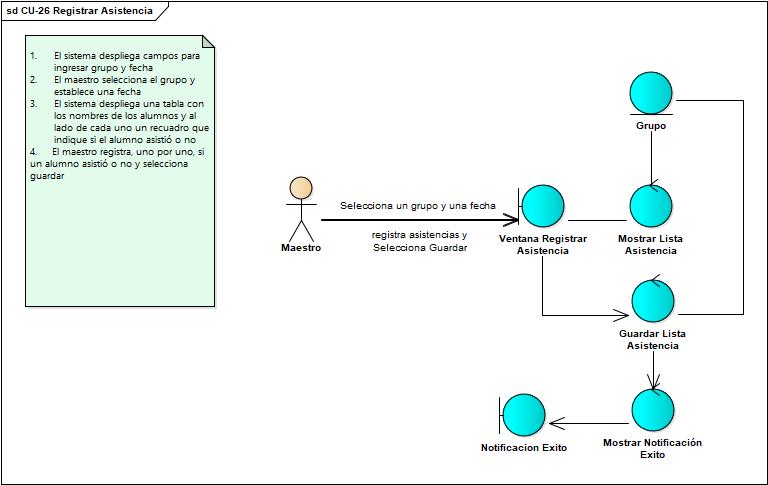 sd CU-26 Registrar Asistencia
1. El sistema despliega campos para
ingresar grupo y fecha
2. El maestro selecciona el grupo y
establece una fecha
3. El sistema despliega una tabla con
los nombres de los alumnos y al
lado de cada uno un recuadro que
indique si el alumno asistió o no
4. El maestro registra, uno por uno, si
un alumno asistió o no y selecciona
guardar
Grupo
Selecciona un grupo y una fecha
registra asistencias y
Selecciona Guardar
Maestro
Ventana Registrar
Asistencia
Mostrar Lista
Asistencia
Guardar Lista
Asistencia
Notificacion Exito
Mostrar Notificación
Exito